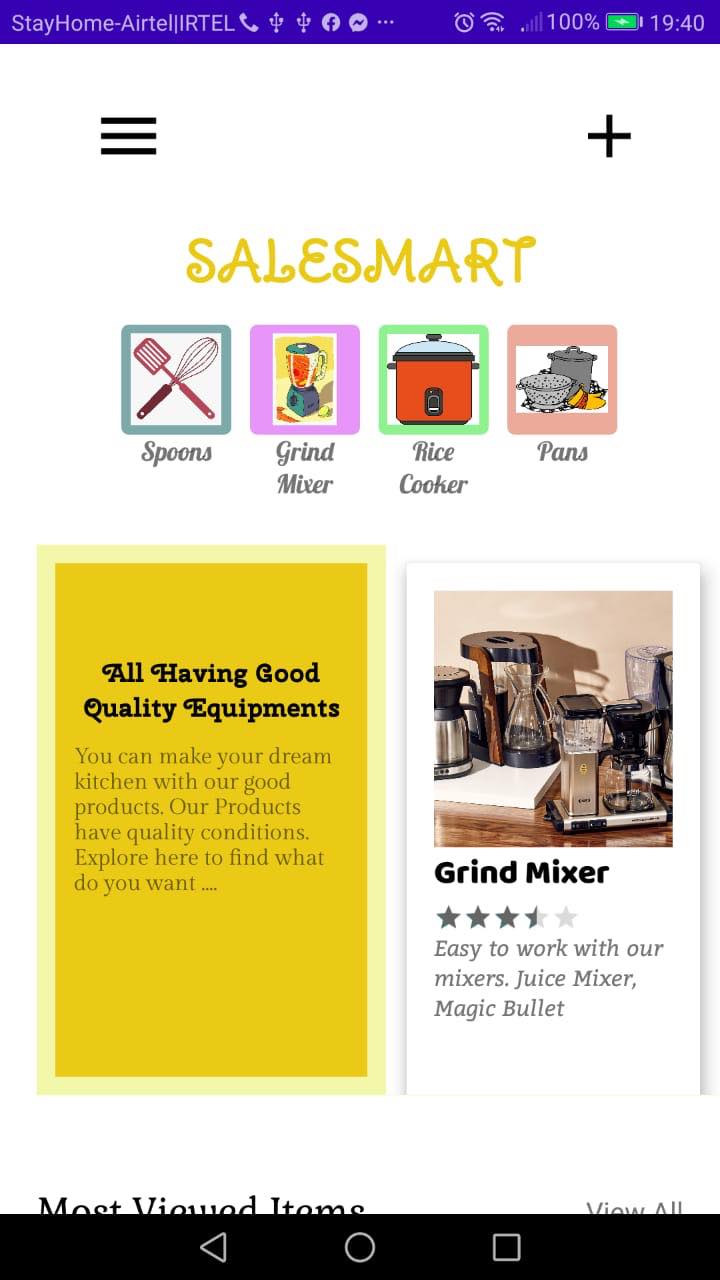 StayHome-Airtel|IRTEL
100%
19:40
SALESMART
Spoons
Grind
Mixer
Rice
Cooker
Pans
All Having Good
Quality Equipments
You can make your dream
kitchen with our good
products. Our Products
have quality conditions.
Explore here to find what
do you want ....
Grind Mixer
Easy to work with our
mixers. Juice Mixer,
Magic Bullet
Most Viewed Items
View All